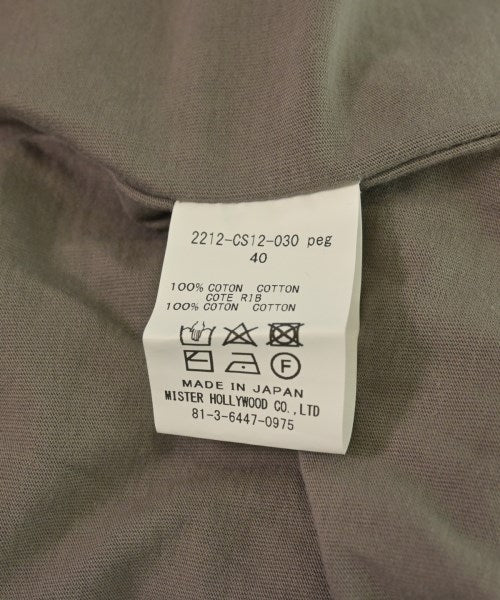 2212-CS12-030 peg
40
100% COTON COTTON
COTE RIB
100% COTON COTTON
F
MADE IN JAPAN
MISTER HOLLYWOOD CO.,LTD
81-3-6447-0975